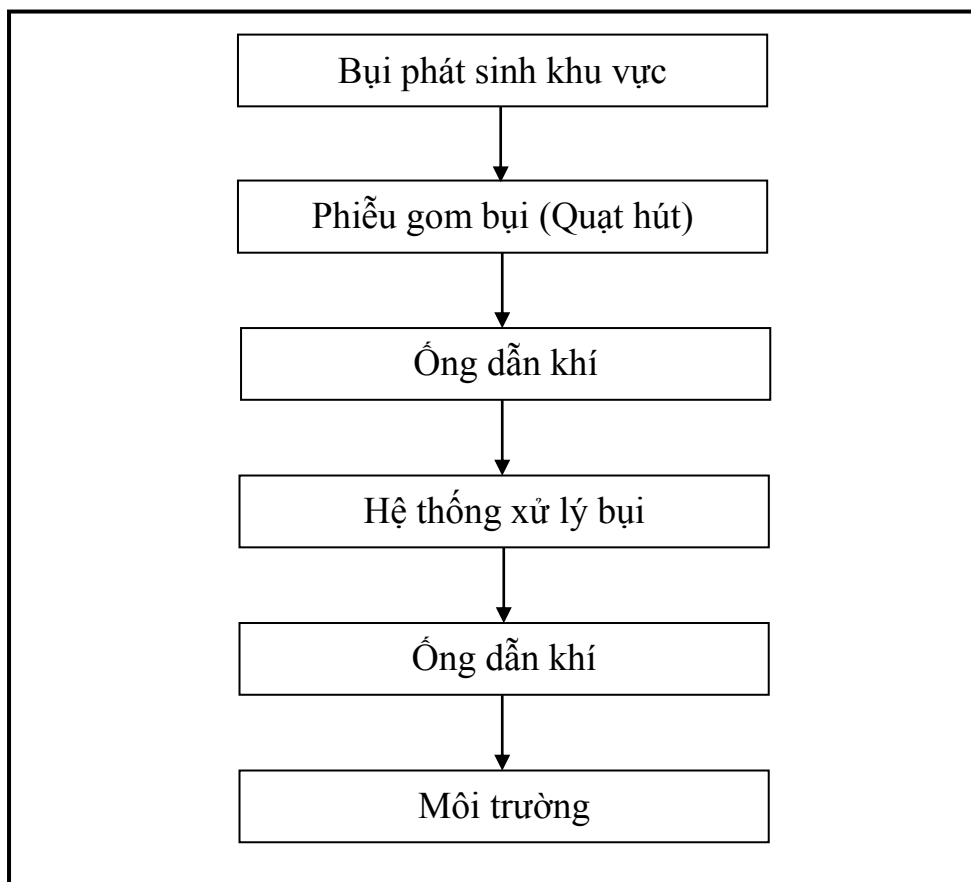 Bụi phát sinh khu vực
Phiễu gom bụi (Quạt hút)
Ống dẫn khí
Hệ thống xử lý bụi
Ống dẫn khí
Môi trường